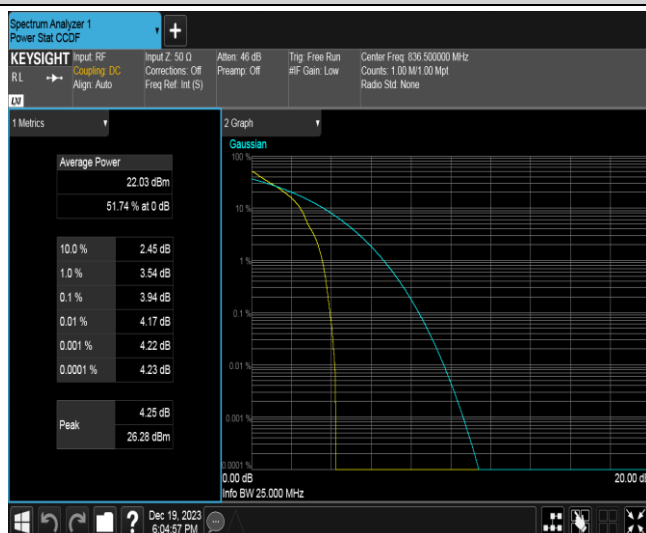 Spectrum Analyzer 1
Power Stat CCDF
+
KEYSIGHT
RL
LXI
Input: RF
Coupling: DC
Align: Auto
Input Z: 50 Ω
Corrections: Off
Freq Ref: Int (S)
Atten: 46 dB
Preamp: Off
Trig: Free Run
#IF Gain: Low
Center Freq: 836.500000 MHz
Counts: 1.00 M/1.00 Mpt
Radio Std: None
1 Metrics
Average Power
22.03 dBm
51.74 % at 0 dB
10.0 % 2.45 dB
1.0 % 3.54 dB
0.1 % 3.94 dB
0.01 % 4.17 dB
0.001 % 4.22 dB
0.0001 % 4.23 dB
Peak
4.25 dB
26.28 dBm
2 Graph
Gaussian
100 %
10 %
1 %
0.1 %
0.01 %
0.001 %
0.0001 %
0.00 dB
20.00 dB
Info BW 25.000 MHz
?
Dec 19, 2023
6:04:57 PM